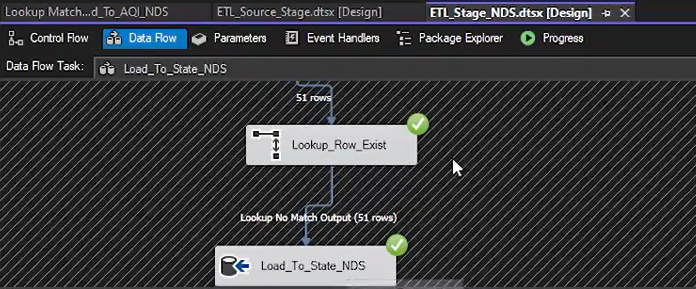 Lookup Match...d_To_AQI_NDS ETL_Source_Stage.dtsx [Design] ETL_Stage_NDS.dtsx [Design]
Control Flow Data Flow Parameters Event Handlers Package Explorer Progress
Data Flow Task: Load_To_State_NDS
51 rows
Lookup_Row_Exist
Lookup No Match Output (51 rows)
Load_To_State_NDS